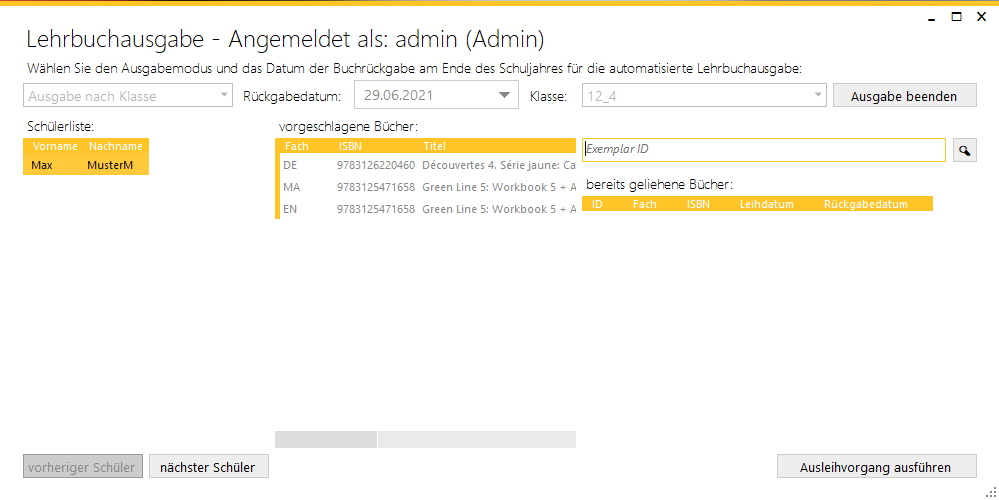 Lehrbuchausgabe - Angemeldet als: admin (Admin)
Wählen Sie den Ausgabemodus und das Datum der Buchrückgabe am Ende des Schuljahres für die automatisierte Lehrbuchausgabe:
Ausgabe nach Klasse Rückgabedatum: 29.06.2021 Klasse: 12_4 Ausgabe beenden
Schülerliste:
Vorname Nachname
Max MusterM
vorgeschlagene Bücher:
Fach ISBN Titel
DE 9783126220460 Découvertes 4. Série jaune: Ca
MA 9783125471658 Green Line 5: Workbook 5 + A
EN 9783125471658 Green Line 5: Workbook 5 + A
Exemplar ID
bereits geliehene Bücher:
ID Fach ISBN Leihdatum Rückgabedatum
vorheriger Schüler nächster Schüler Ausleihvorgang ausführen